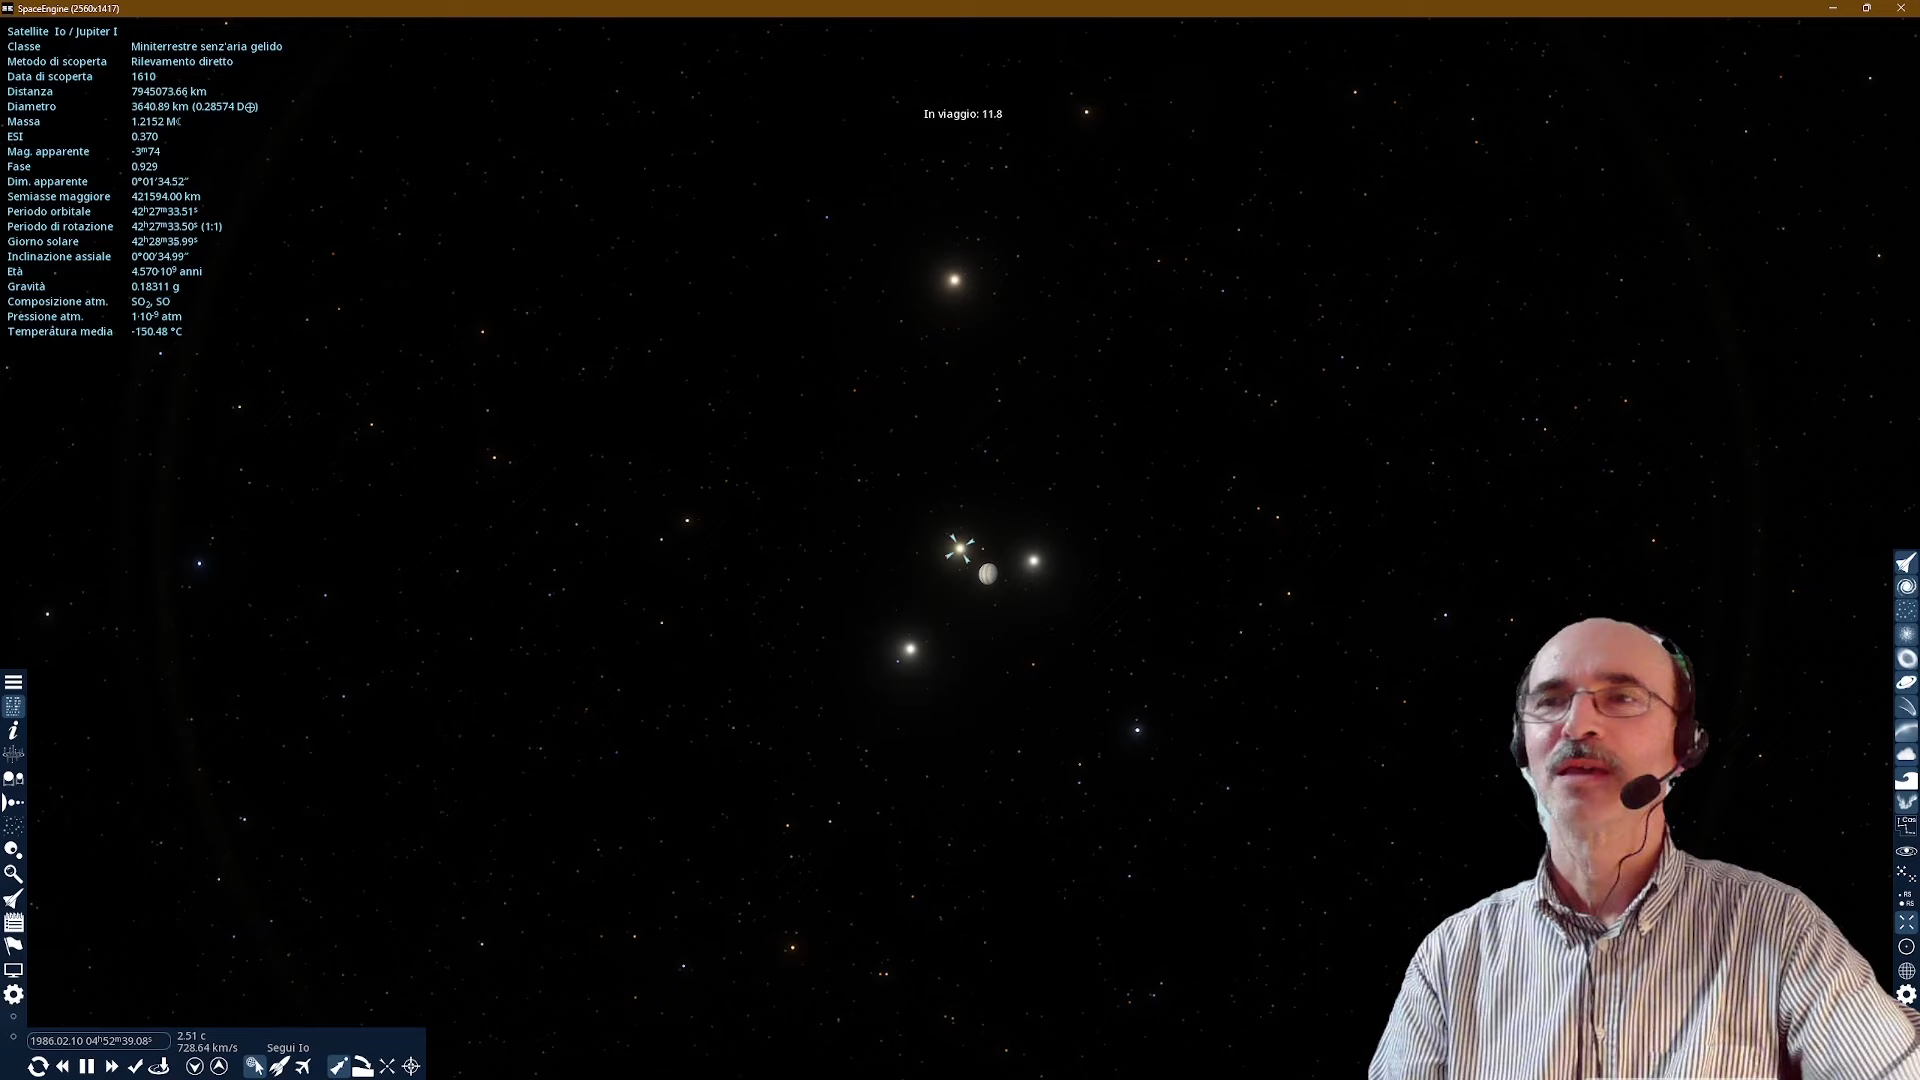 SpaceEngine (2560x1417)
Satellite Io / Jupiter I
Classe Miniterrestre senz'aria gelido
Metodo di scoperta Rilevamento diretto
Data di scoperta 1610
Distanza 7945073.66 km
Diametro 3640.89 km (0.28574 D⊕)
Massa 1.2152 M☾
ESI 0.370
Mag. apparente -3ᵐ74
Fase 0.929
Dim. apparente 0°01'34.52"
Semiasse maggiore 421594.00 km
Periodo orbitale 42ʰ27ᵐ33.51ˢ
Periodo di rotazione 42ʰ27ᵐ33.50ˢ (1:1)
Giorno solare 42ʰ28ᵐ35.99ˢ
Inclinazione assiale 0°00'34.99"
Età 4.570·10⁹ anni
Gravità 0.18311 g
Composizione atm. SO₂, SO
Pressione atm. 1·10⁻⁹ atm
Temperatura media -150.48 °C
In viaggio: 11.8
Cas
RS
RS
1986.02.10 04ʰ52ᵐ39.08ˢ
2.51 c
728.64 km/s
Segui Io